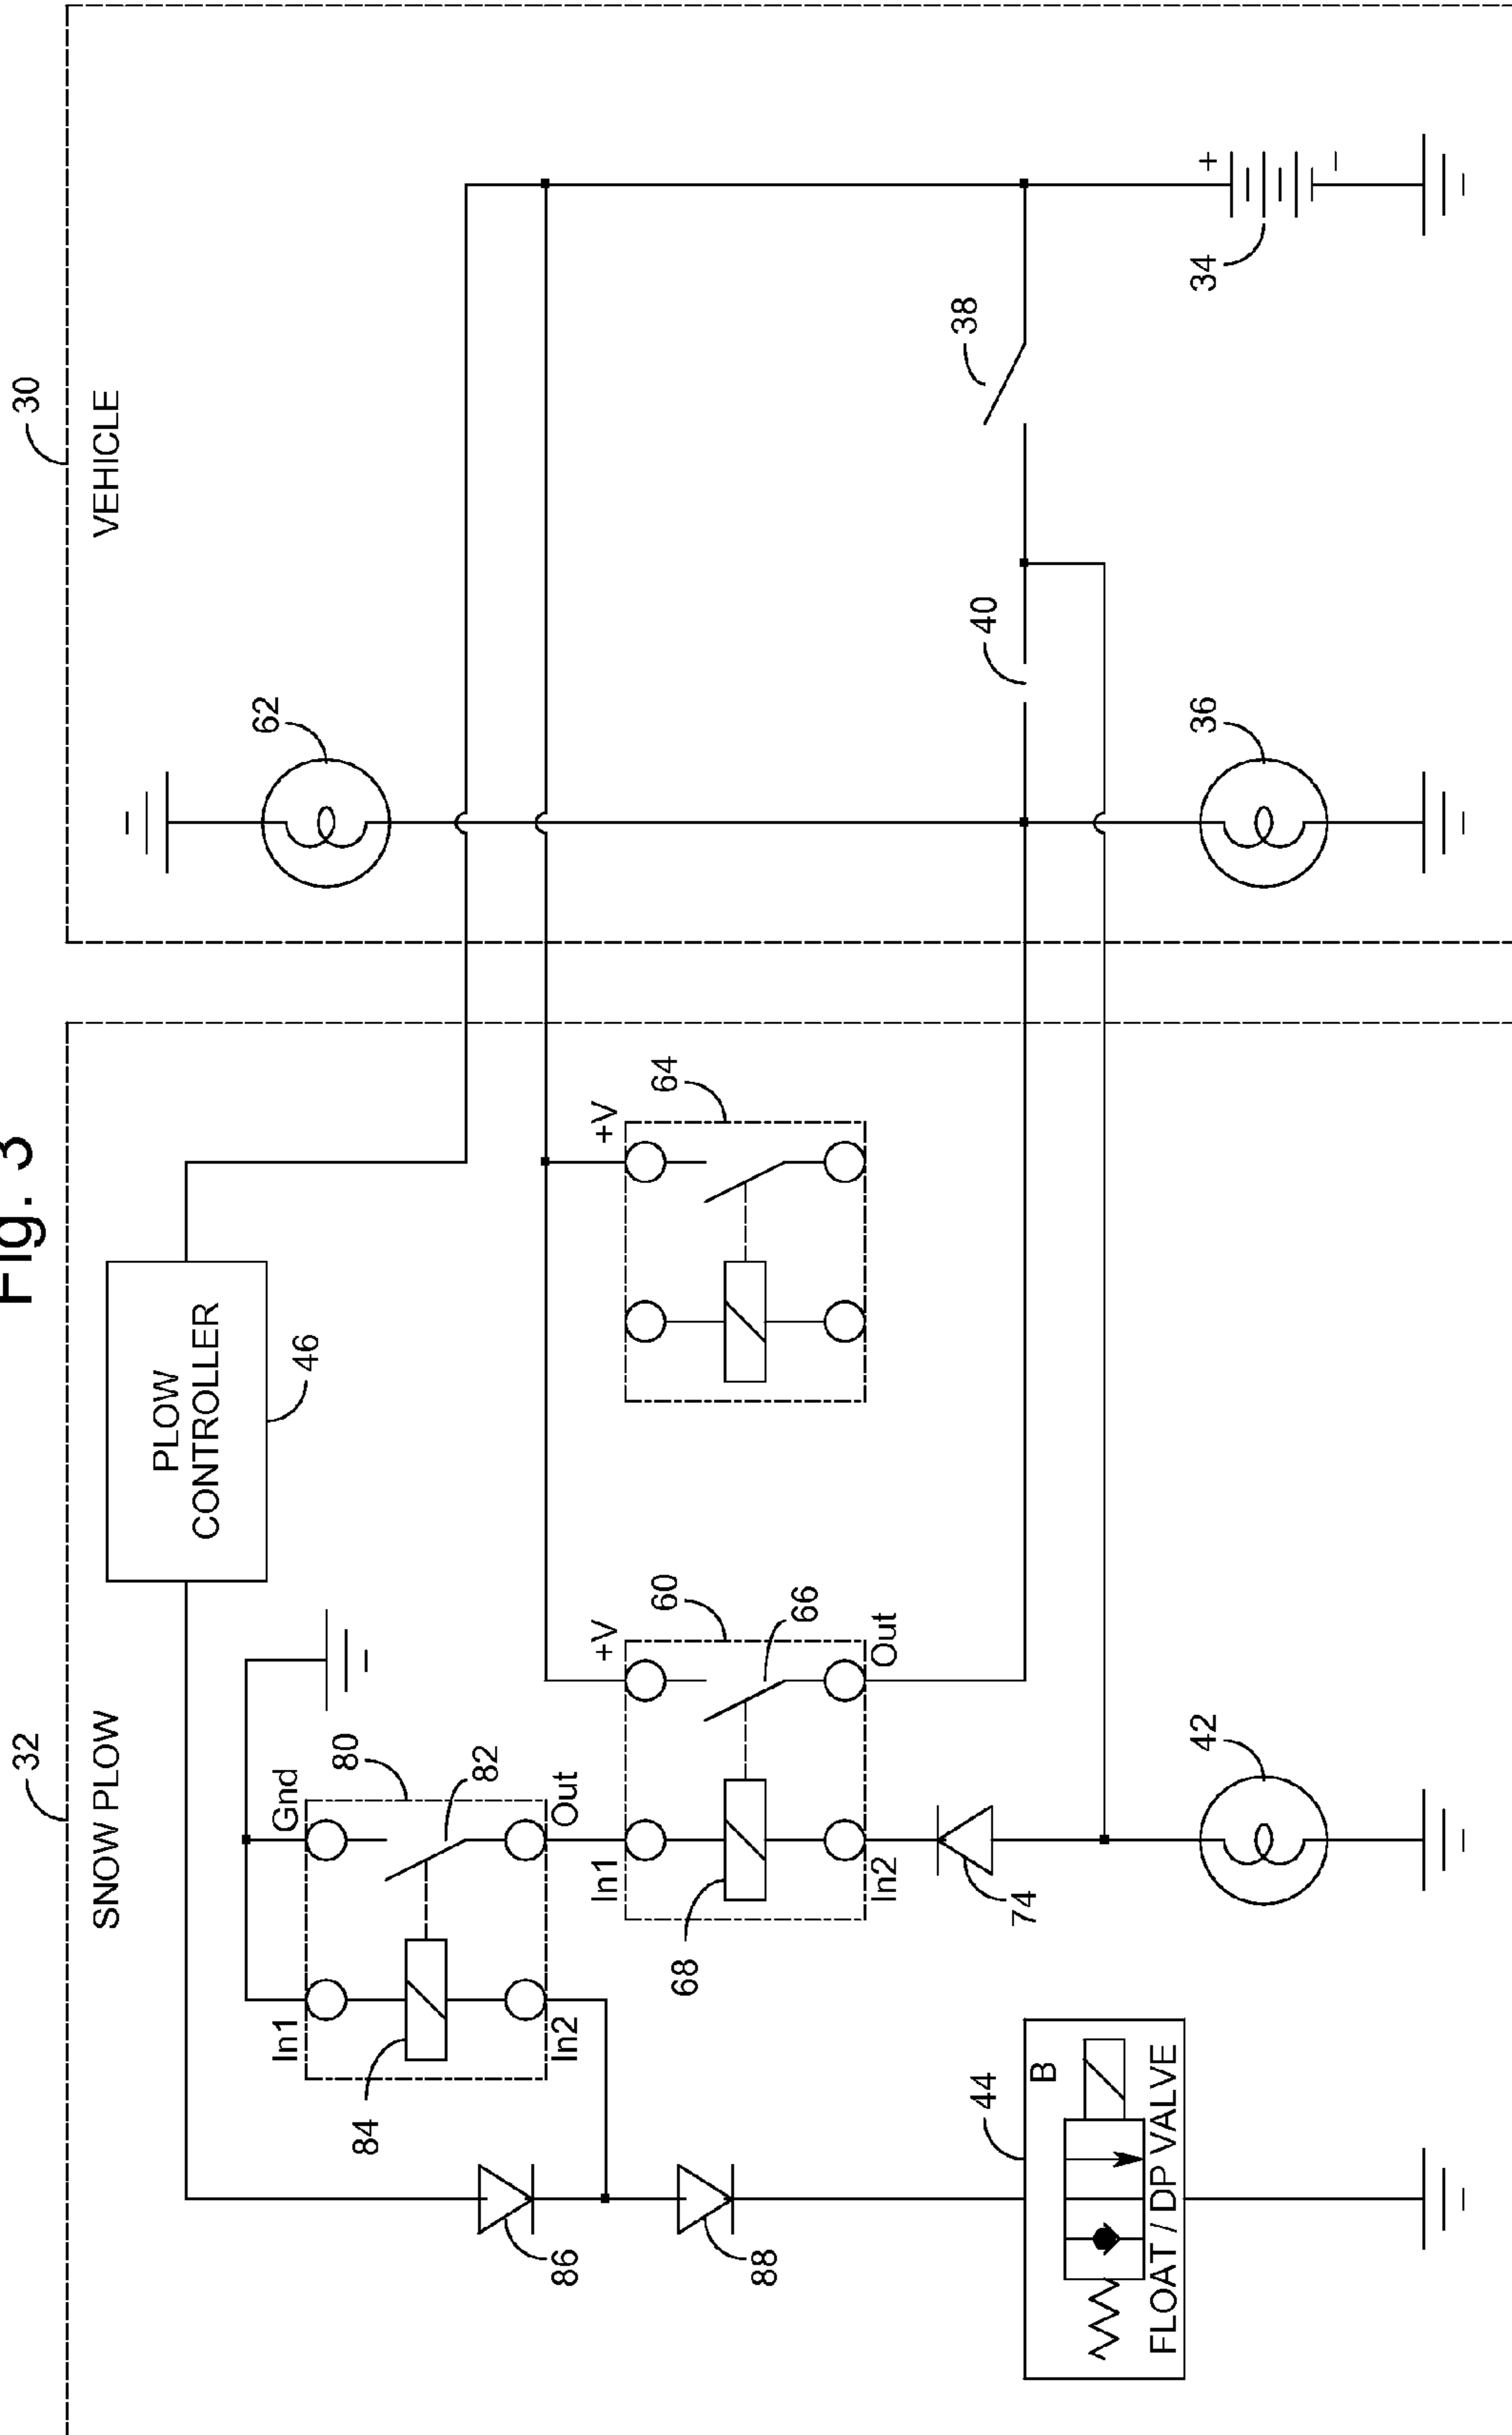 Fig. 3
32
30
SNOW PLOW
VEHICLE
PLOW
CONTROLLER
62
In1
Gnd
46
80
84
82
86
In2
Out
In1
+V
+V
60
64
68
88
66
In2
Out
38
44
40
74
B
FLOAT / DP VALVE
42
36
34
+
−